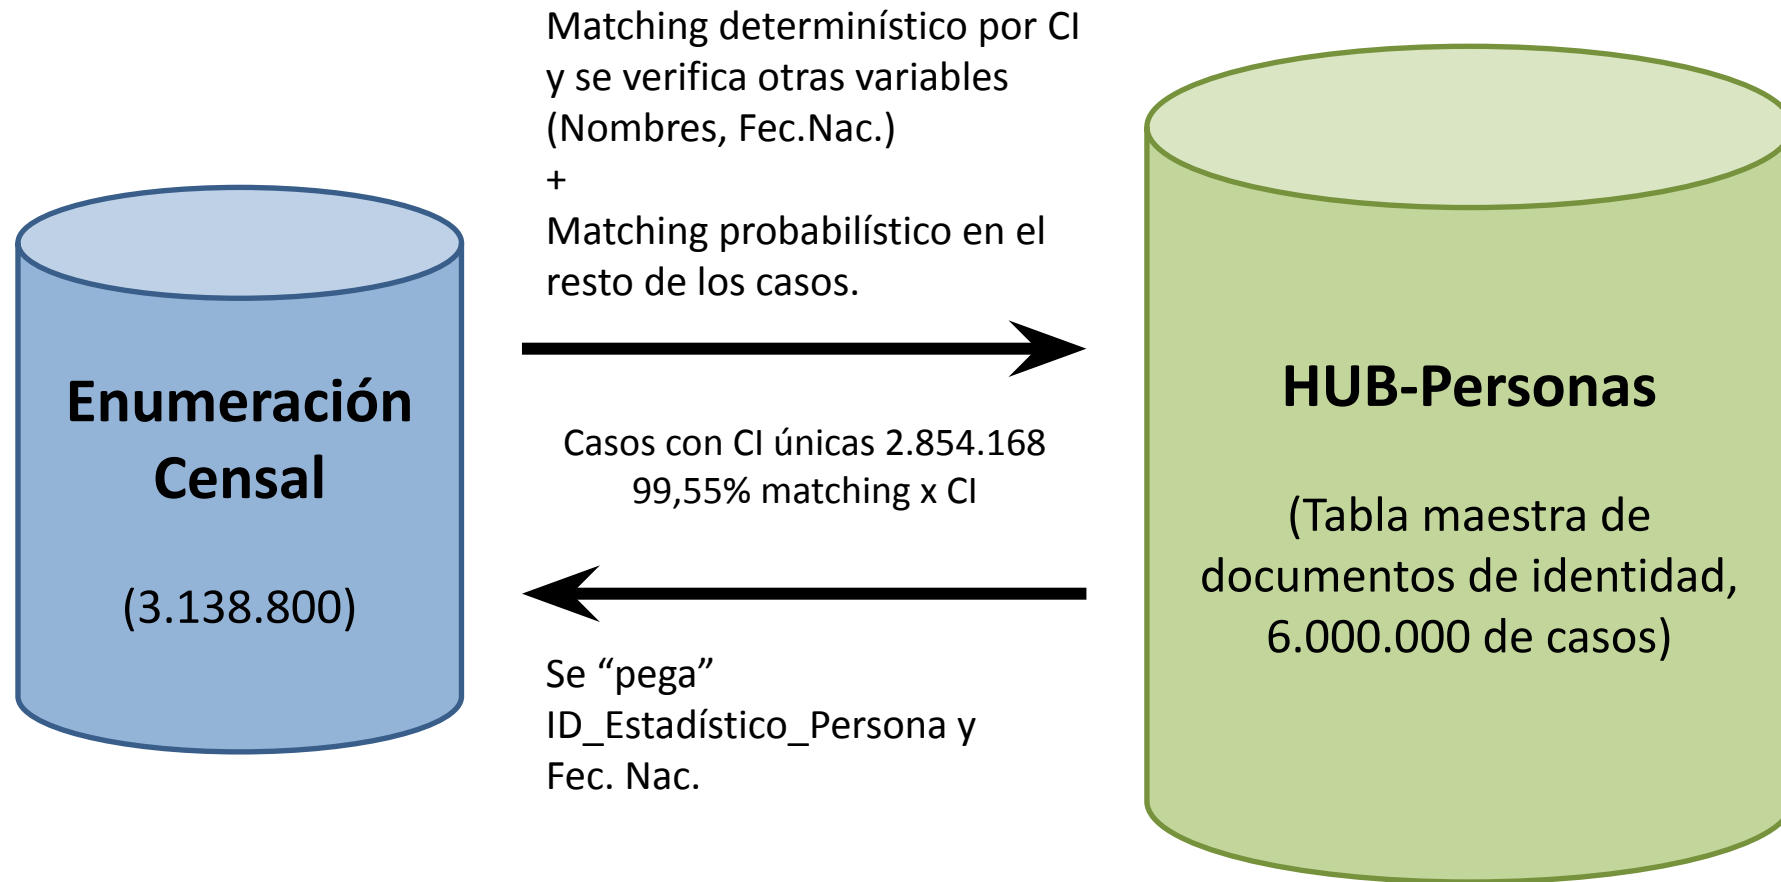 Matching determinístico por CI
y se verifica otras variables
(Nombres, Fec.Nac.)
+
Matching probabilístico en el
resto de los casos.
Enumeración
Censal
(3.138.800)
Casos con CI únicas 2.854.168
99,55% matching x CI
HUB-Personas
(Tabla maestra de
documentos de identidad,
6.000.000 de casos)
Se “pega”
ID_Estadístico_Persona y
Fec. Nac.